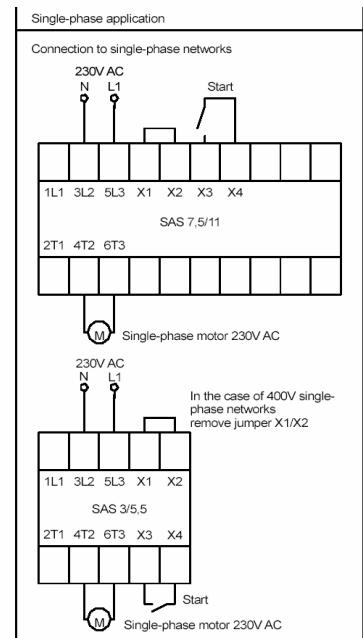 Single-phase application
Connection to single-phase networks
230V AC
N L1
Start
1L1 3L2 5L3 X1 X2 X3 X4
SAS 7,5/11
2T1 4T2 6T3
M
Single-phase motor 230V AC
230V AC
N L1
In the case of 400V single-
phase networks
remove jumper X1/X2
1L1 3L2 5L3 X1 X2
SAS 3/5,5
2T1 4T2 6T3 X3 X4
Start
M
Single-phase motor 230V AC